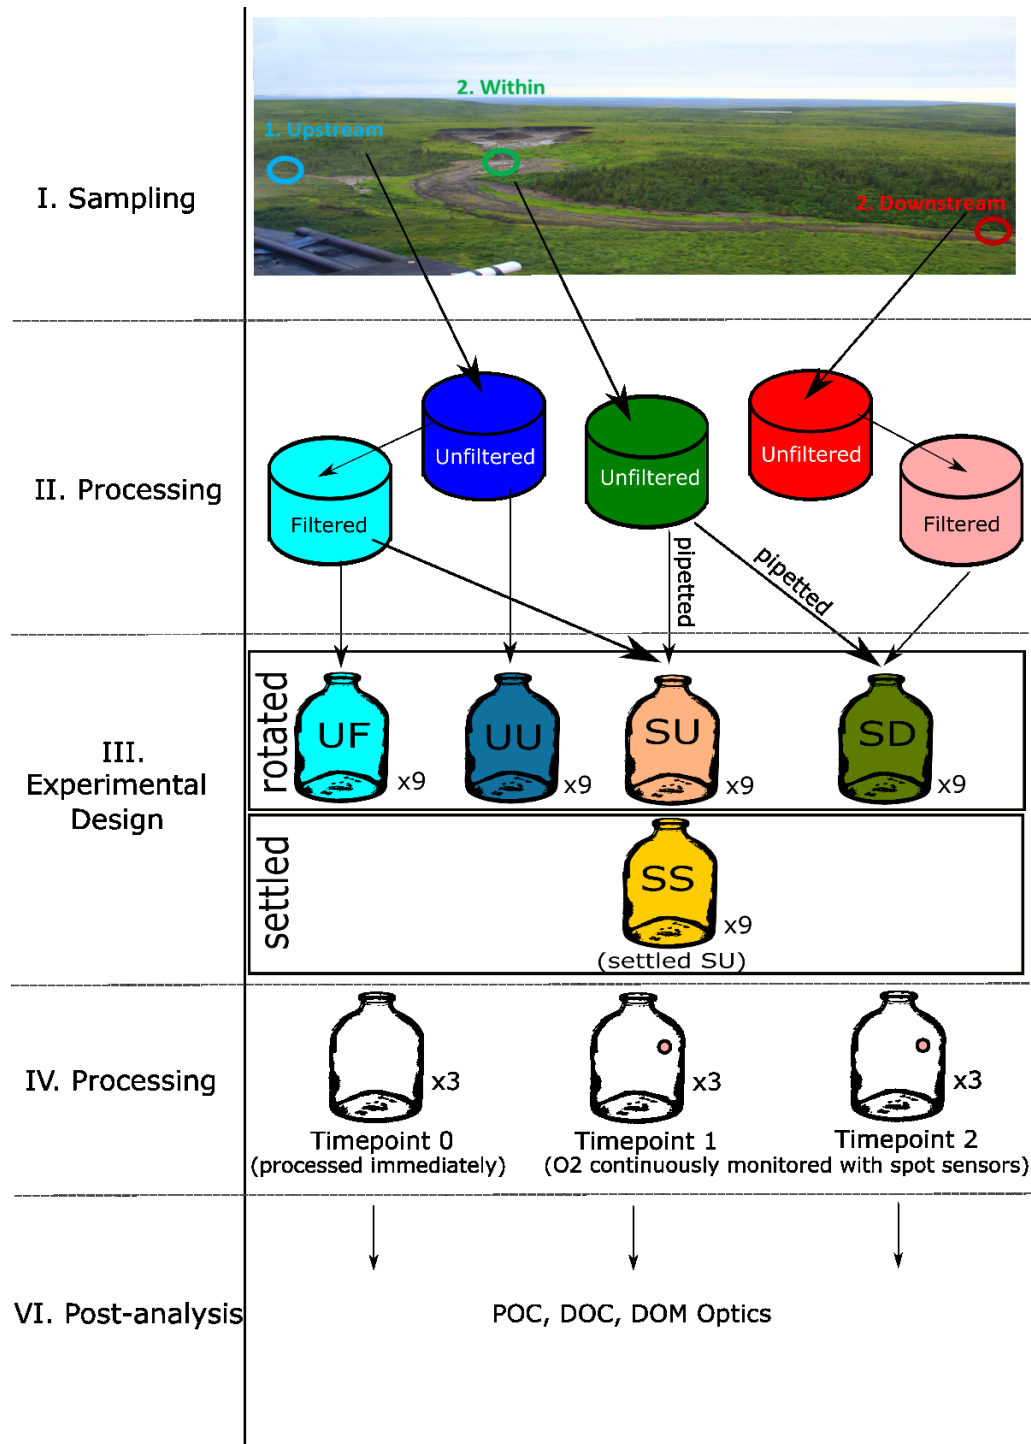 2. Within
1. Upstream
2. Downstream
I. Sampling
Unfiltered
Unfiltered
Unfiltered
II. Processing
Filtered
Filtered
pipetted
pipetted
rotated
UF
x9
UU
x9
SU
x9
SD
x9
III.
Experimental
Design
settled
SS
x9
(settled SU)
IV. Processing
x3
x3
x3
Timepoint 0
(processed immediately)
Timepoint 1
Timepoint 2
(O2 continuously monitored with spot sensors)
VI. Post-analysis
POC, DOC, DOM Optics